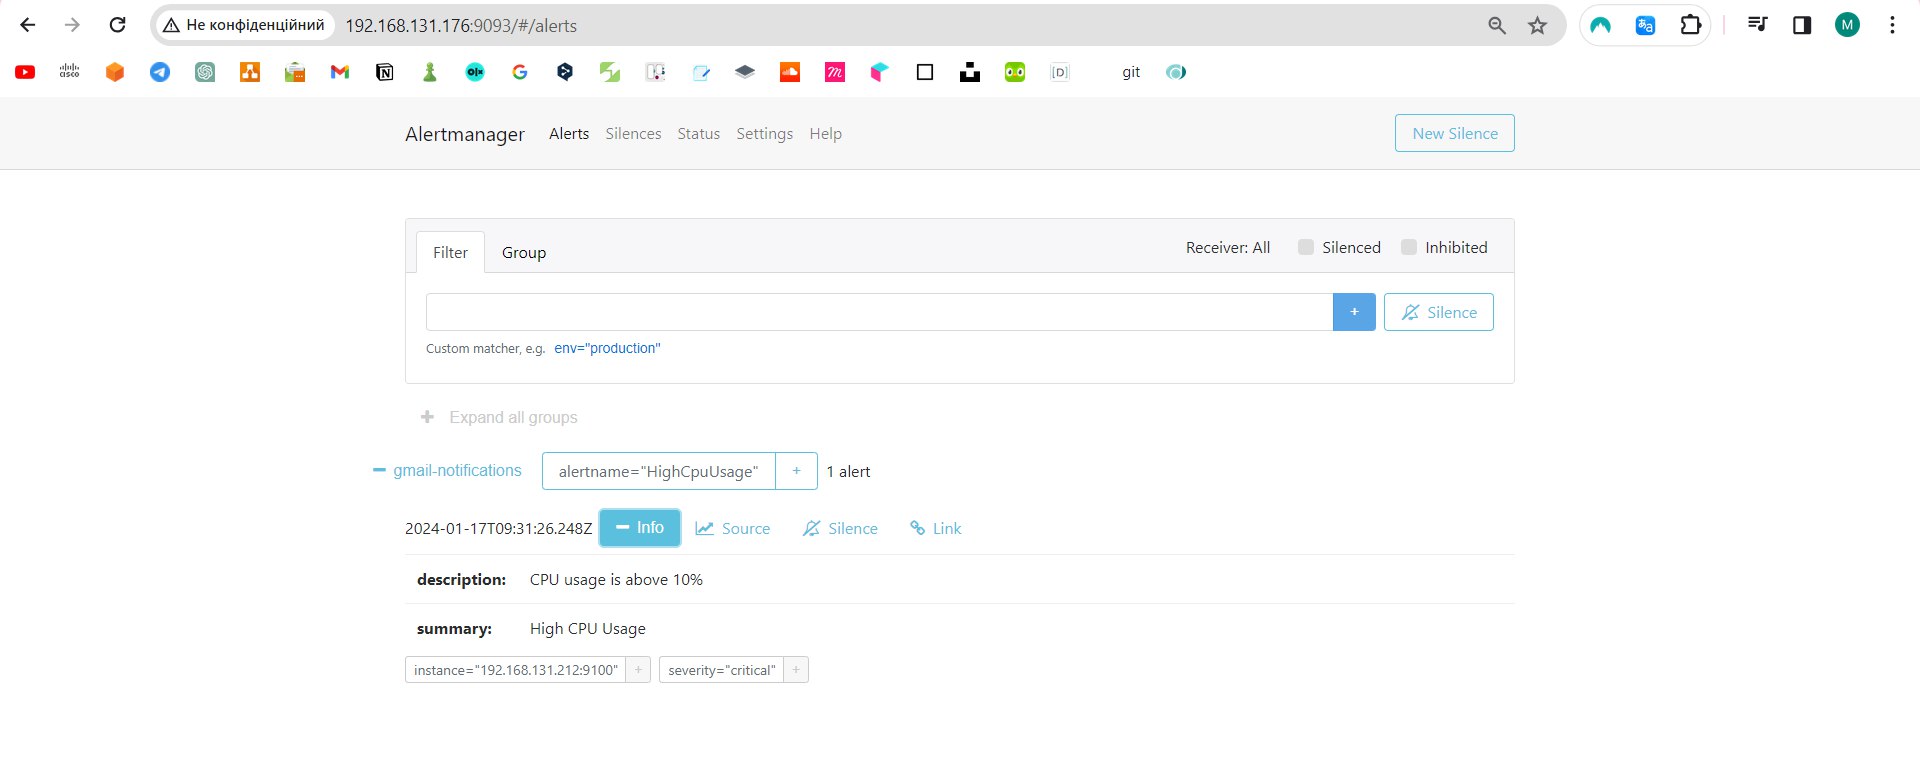 Не конфіденційний 192.168.131.176:9093/#/alerts M
cisco git
Alertmanager Alerts Silences Status Settings Help New Silence
Filter Group Receiver: All Silenced Inhibited
+ Silence
Custom matcher, e.g. env="production"
+ Expand all groups
gmail-notifications alertname="HighCpuUsage" + 1 alert
2024-01-17T09:31:26.248Z Info Source Silence Link
description: CPU usage is above 10%
summary: High CPU Usage
instance="192.168.131.212:9100" + severity="critical" +